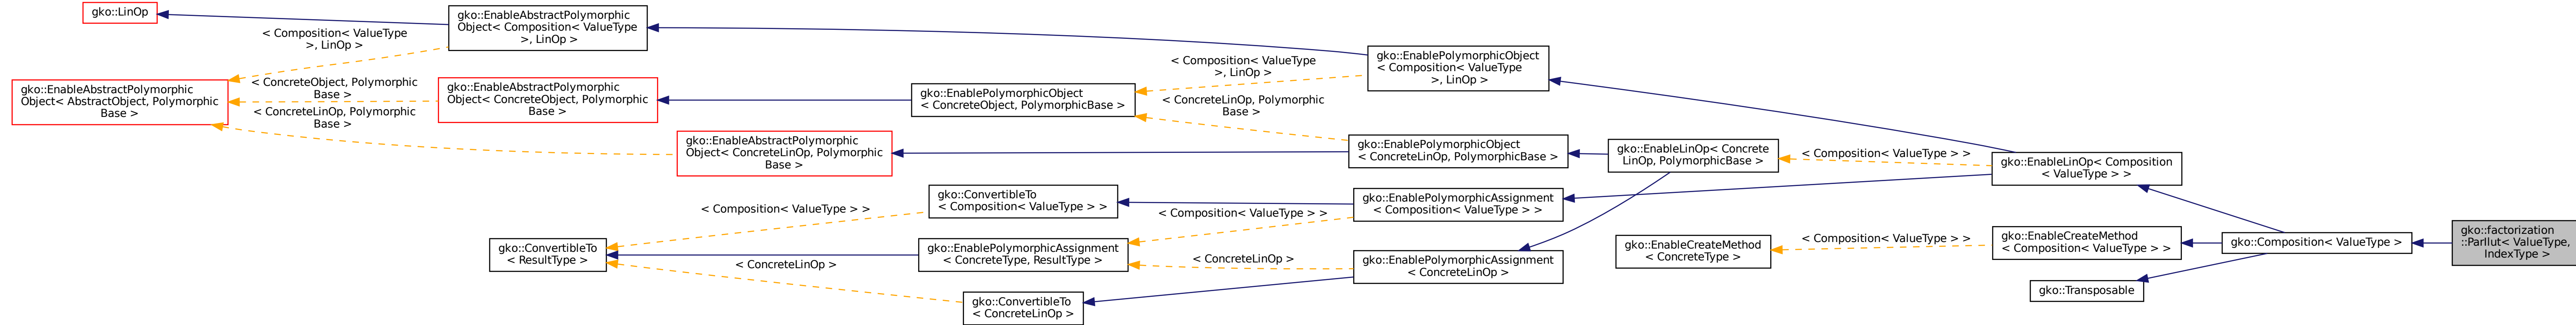 gko::LinOp
gko::EnableAbstractPolymorphic
Object< Composition< ValueType
>, LinOp >
< Composition< ValueType
>, LinOp >
gko::EnableAbstractPolymorphic
Object< AbstractObject, Polymorphic
Base >
< ConcreteObject, Polymorphic
Base >
< ConcreteLinOp, Polymorphic
Base >
gko::EnableAbstractPolymorphic
Object< ConcreteObject, Polymorphic
Base >
gko::EnableAbstractPolymorphic
Object< ConcreteLinOp, Polymorphic
Base >
gko::EnablePolymorphicObject
< ConcreteObject, PolymorphicBase >
< Composition< ValueType
>, LinOp >
< ConcreteLinOp, Polymorphic
Base >
gko::EnablePolymorphicObject
< Composition< ValueType
>, LinOp >
gko::EnablePolymorphicObject
< ConcreteLinOp, PolymorphicBase >
gko::EnableLinOp< Concrete
LinOp, PolymorphicBase >
< Composition< ValueType > >
gko::EnableLinOp< Composition
< ValueType > >
gko::ConvertibleTo
< Composition< ValueType > >
< Composition< ValueType > >
gko::EnablePolymorphicAssignment
< Composition< ValueType > >
< Composition< ValueType > >
gko::ConvertibleTo
< ResultType >
gko::EnablePolymorphicAssignment
< ConcreteType, ResultType >
< ConcreteLinOp >
< ConcreteLinOp >
gko::EnablePolymorphicAssignment
< ConcreteLinOp >
gko::ConvertibleTo
< ConcreteLinOp >
gko::EnableCreateMethod
< ConcreteType >
< Composition< ValueType > >
gko::EnableCreateMethod
< Composition< ValueType > >
gko::Transposable
gko::Composition< ValueType >
gko::factorization
::ParIlut< ValueType,
IndexType >